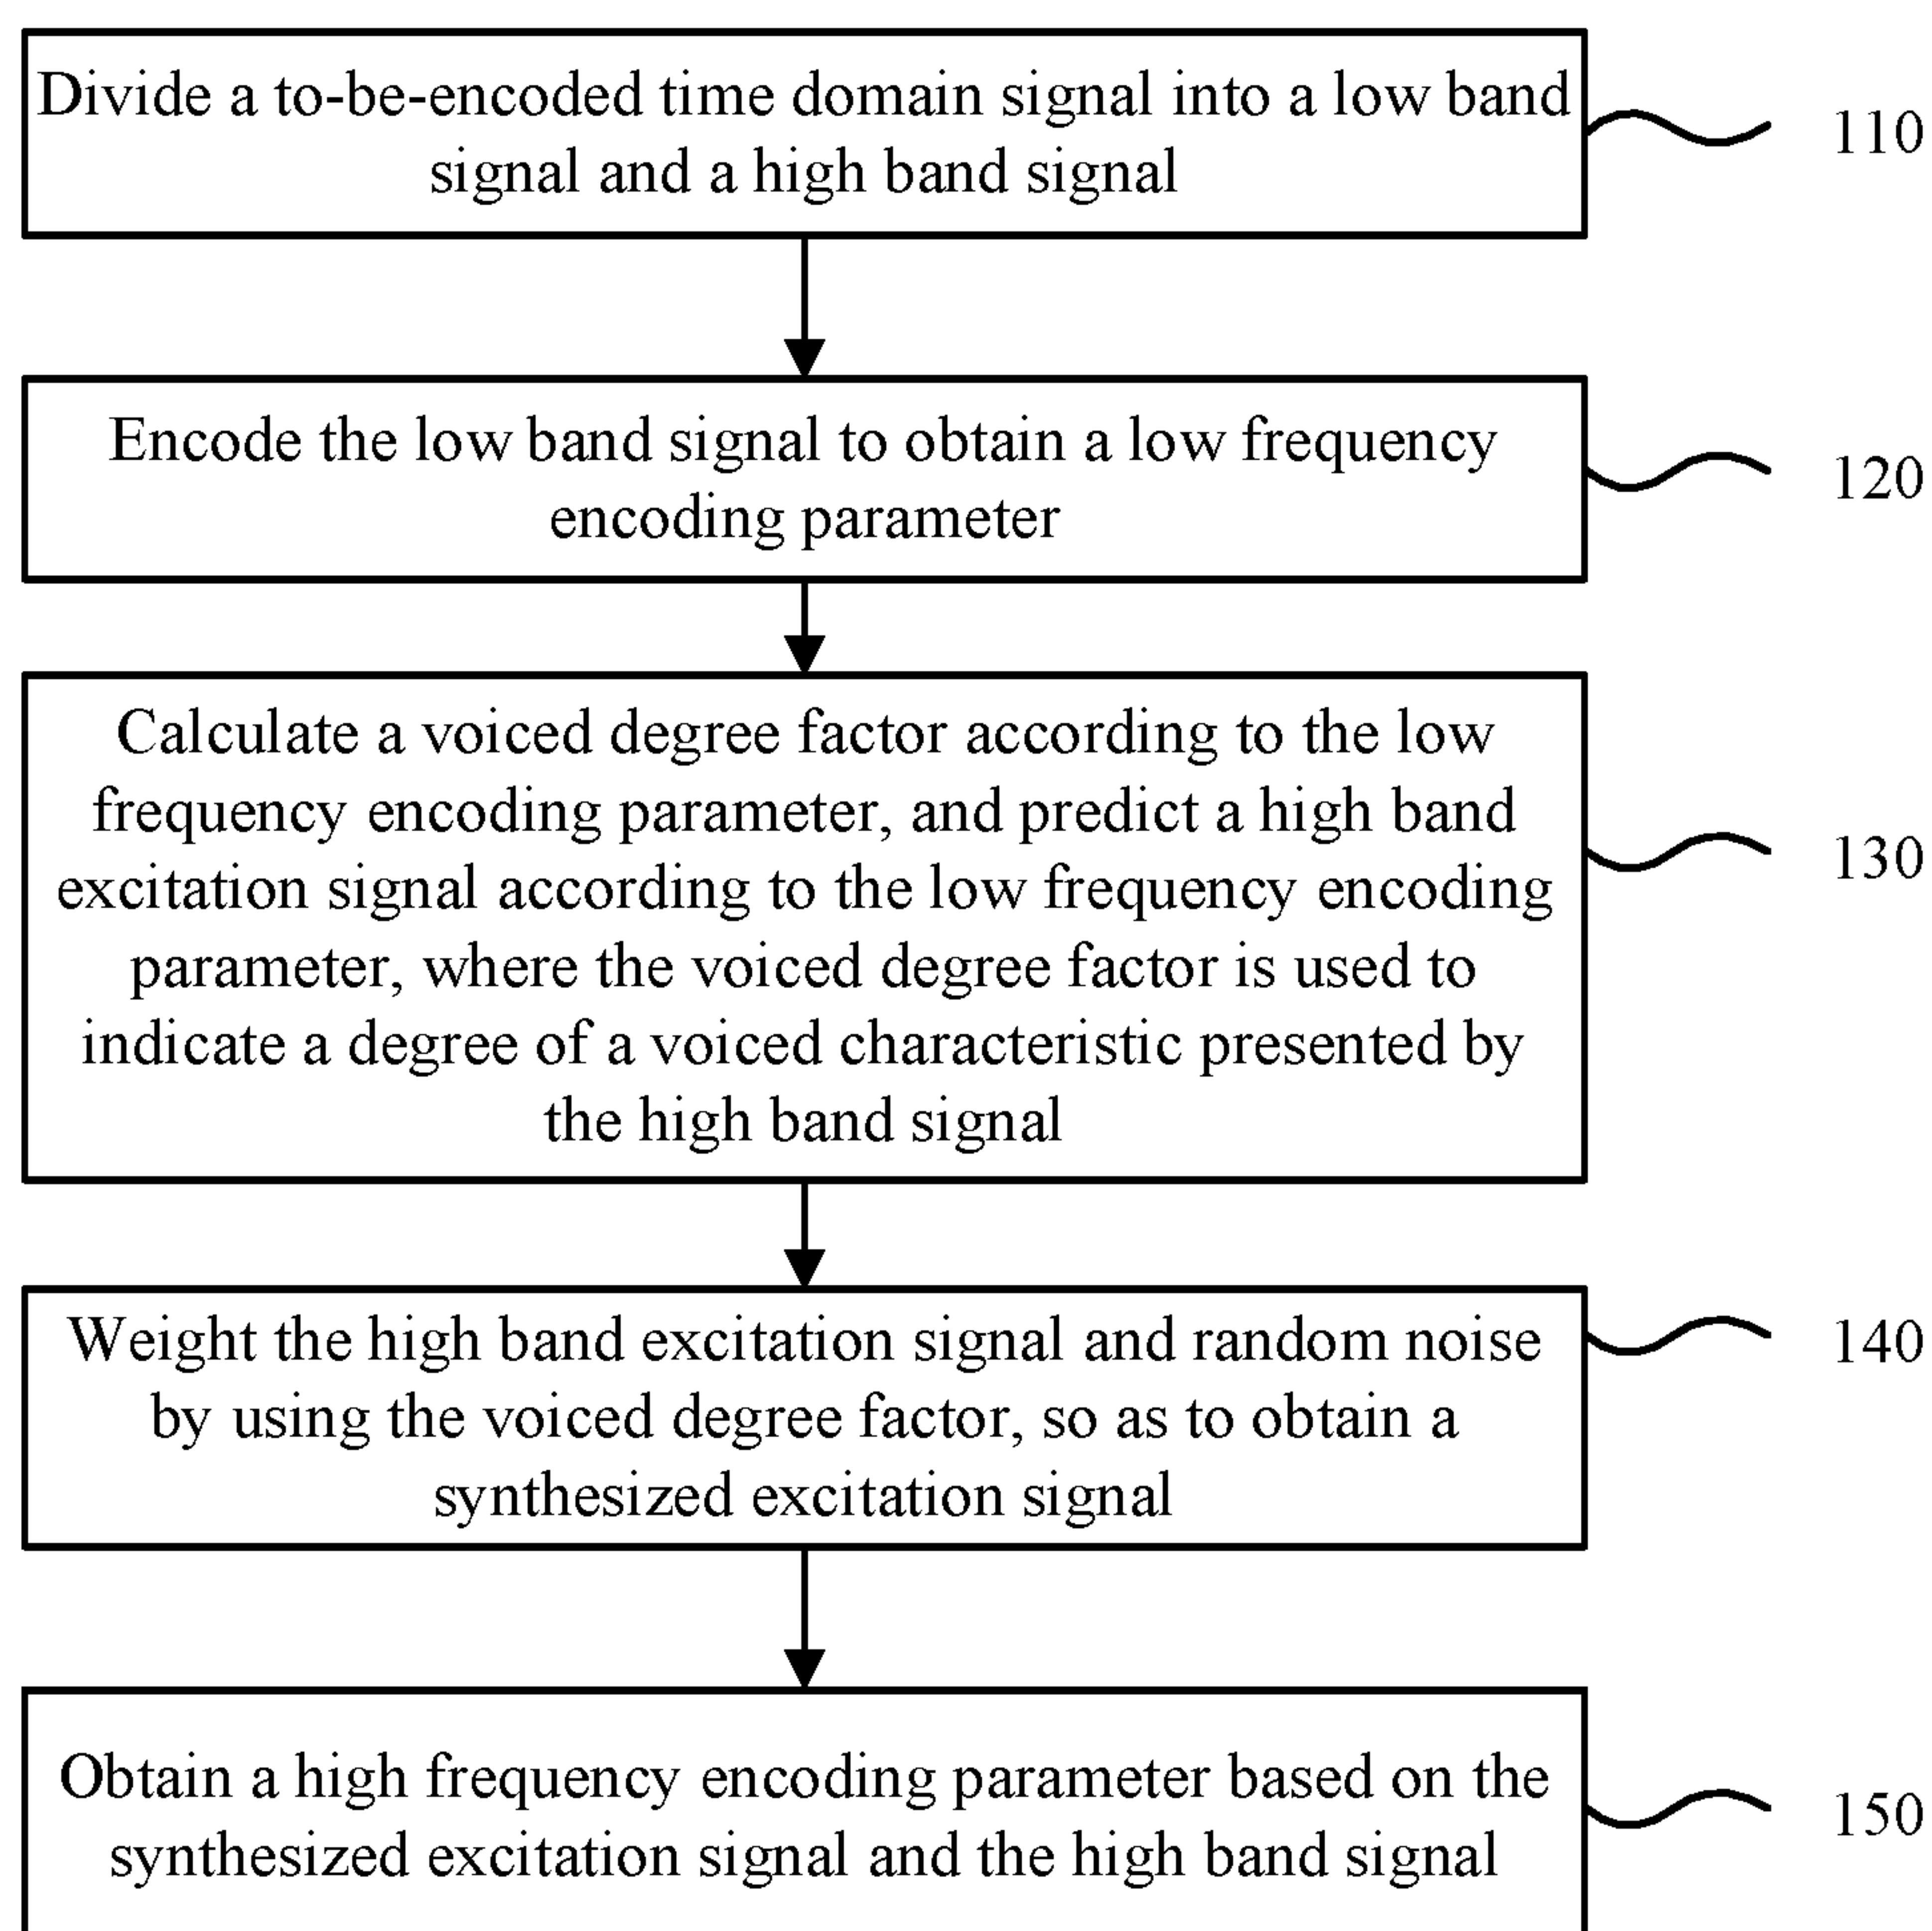 Divide a to-be-encoded time domain signal into a low band
signal and a high band signal
110
Encode the low band signal to obtain a low frequency
encoding parameter
120
Calculate a voiced degree factor according to the low
frequency encoding parameter, and predict a high band
excitation signal according to the low frequency encoding
parameter, where the voiced degree factor is used to
indicate a degree of a voiced characteristic presented by
the high band signal
130
Weight the high band excitation signal and random noise
by using the voiced degree factor, so as to obtain a
synthesized excitation signal
140
Obtain a high frequency encoding parameter based on the
synthesized excitation signal and the high band signal
150